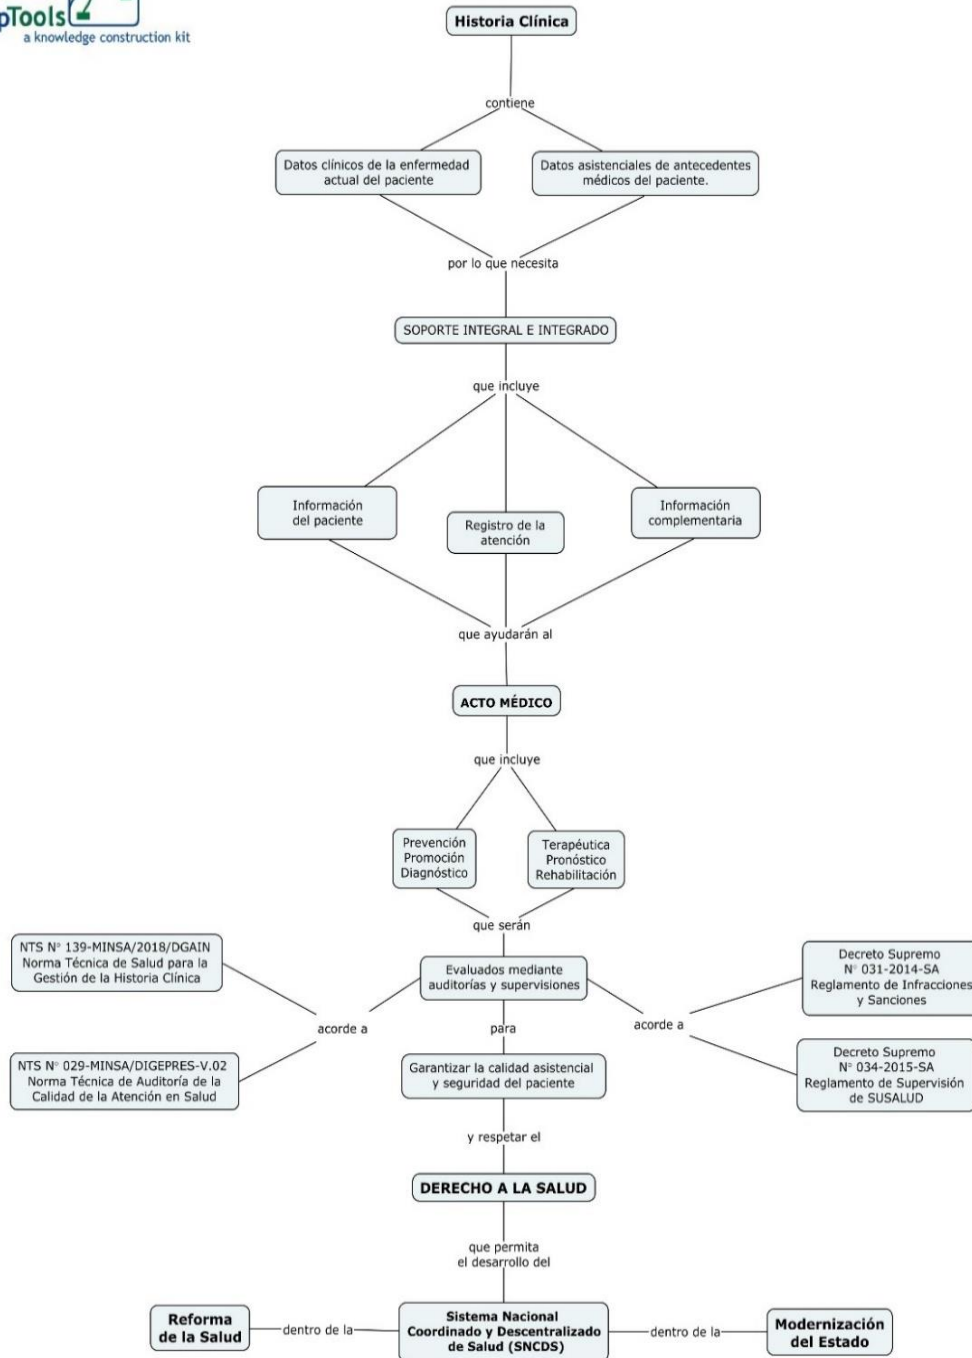 pTools
a knowledge construction kit
Historia Clínica
contiene
Datos clínicos de la enfermedad
actual del paciente
Datos asistenciales de antecedentes
médicos del paciente.
por lo que necesita
SOPORTE INTEGRAL E INTEGRADO
que incluye
Información
del paciente
Registro de la
atención
Información
complementaria
que ayudarán al
ACTO MÉDICO
que incluye
Prevención
Promoción
Diagnóstico
Terapéutica
Pronóstico
Rehabilitación
que serán
NTS N° 139-MINSA/2018/DGAIN
Norma Técnica de Salud para la
Gestión de la Historia Clínica
Evaluados mediante
auditorías y supervisiones
Decreto Supremo
N° 031-2014-SA
Reglamento de Infracciones
y Sanciones
acorde a
para
acorde a
NTS N° 029-MINSA/DIGEPRES-V.02
Norma Técnica de Auditoría de la
Calidad de la Atención en Salud
Garantizar la calidad asistencial
y seguridad del paciente
Decreto Supremo
N° 034-2015-SA
Reglamento de Supervisión
de SUSALUD
y respetar el
DERECHO A LA SALUD
que permita
el desarrollo del
Reforma
de la Salud
dentro de la
Sistema Nacional
Coordinado y Descentralizado
de Salud (SNCDS)
dentro de la
Modernización
del Estado